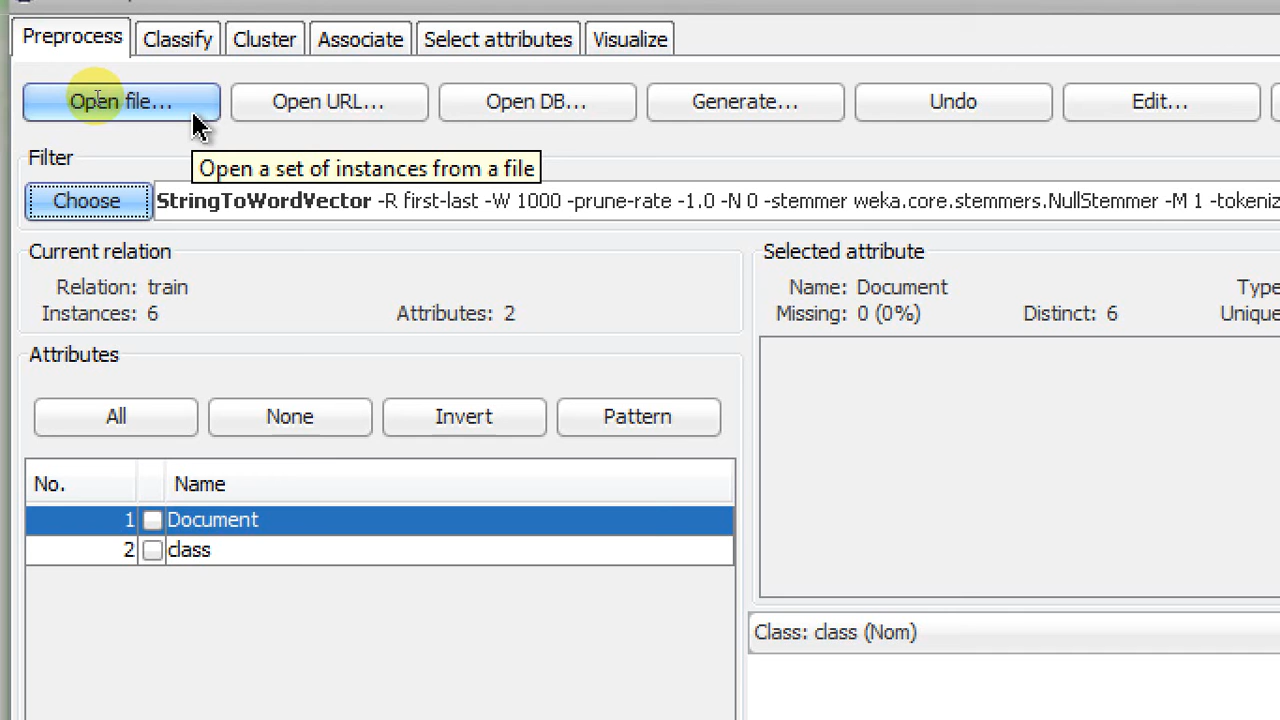 Preprocess Classify Cluster Associate Select attributes Visualize
Open file... Open URL... Open DB... Generate... Undo Edit...
Open a set of instances from a file
Filter
Choose StringToWordVector -R first-last -W 1000 -prune-rate -1.0 -N 0 -stemmer weka.core.stemmers.NullStemmer -M 1 -tokeniz
Current relation
Relation: train
Instances: 6 Attributes: 2
Attributes
All None Invert Pattern
No. Name
1 Document
2 class
Selected attribute
Name: Document Type
Missing: 0 (0%) Distinct: 6 Unique
Class: class (Nom)